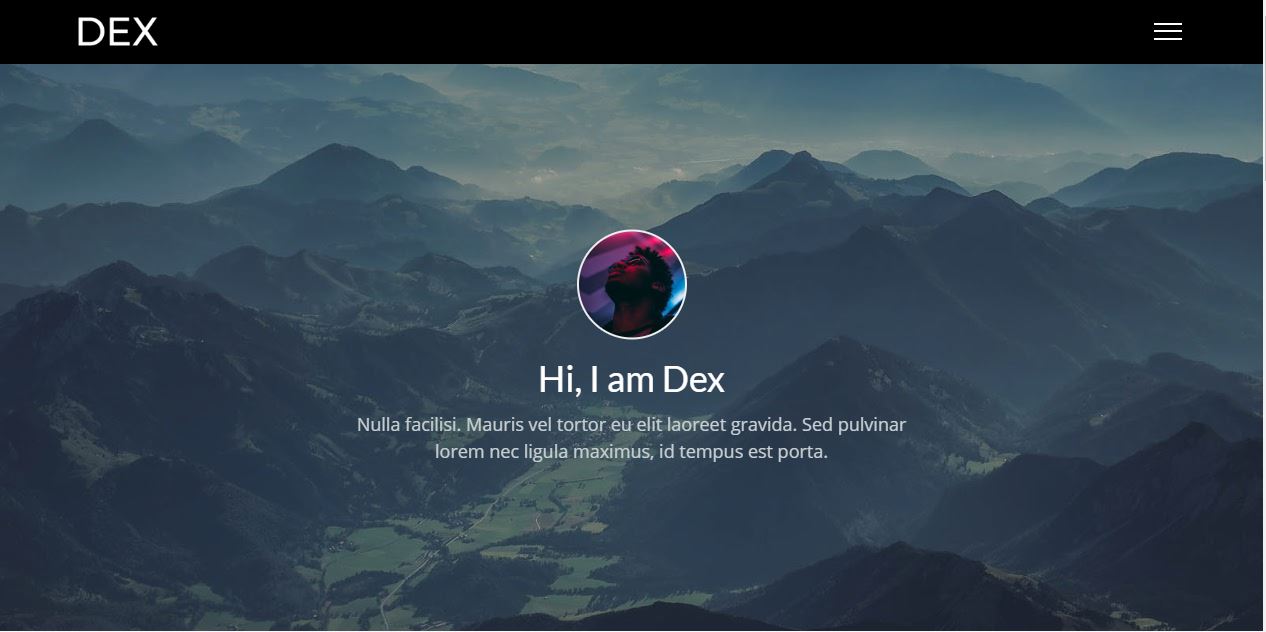 DEX
Hi, I am Dex
Nulla facilisi. Mauris vel tortor eu elit laoreet gravida. Sed pulvinar
lorem nec ligula maximus, id tempus est porta.